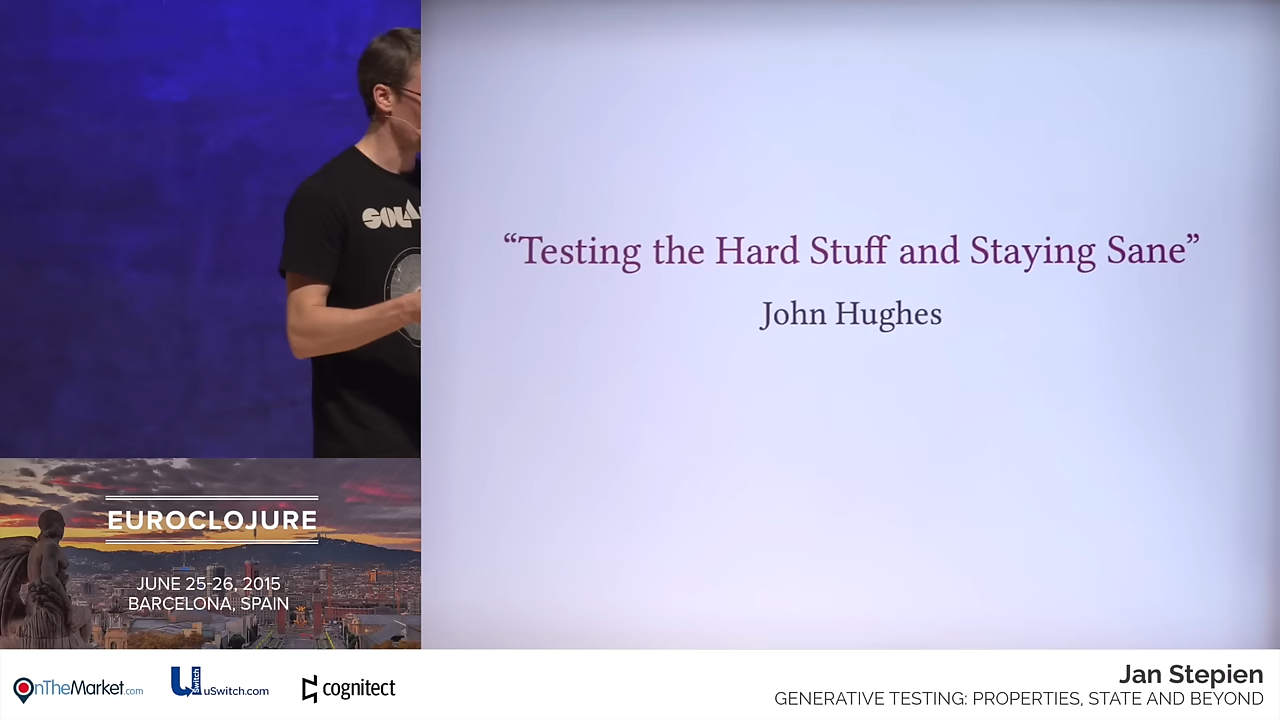 “Testing the Hard Stuff and Staying Sane”
John Hughes
EUROCLOJURE
JUNE 25-26, 2015
BARCELONA, SPAIN
OnTheMarket.com
uSwitch
uSwitch.com
cognitect
Jan Stepien
GENERATIVE TESTING: PROPERTIES, STATE AND BEYOND